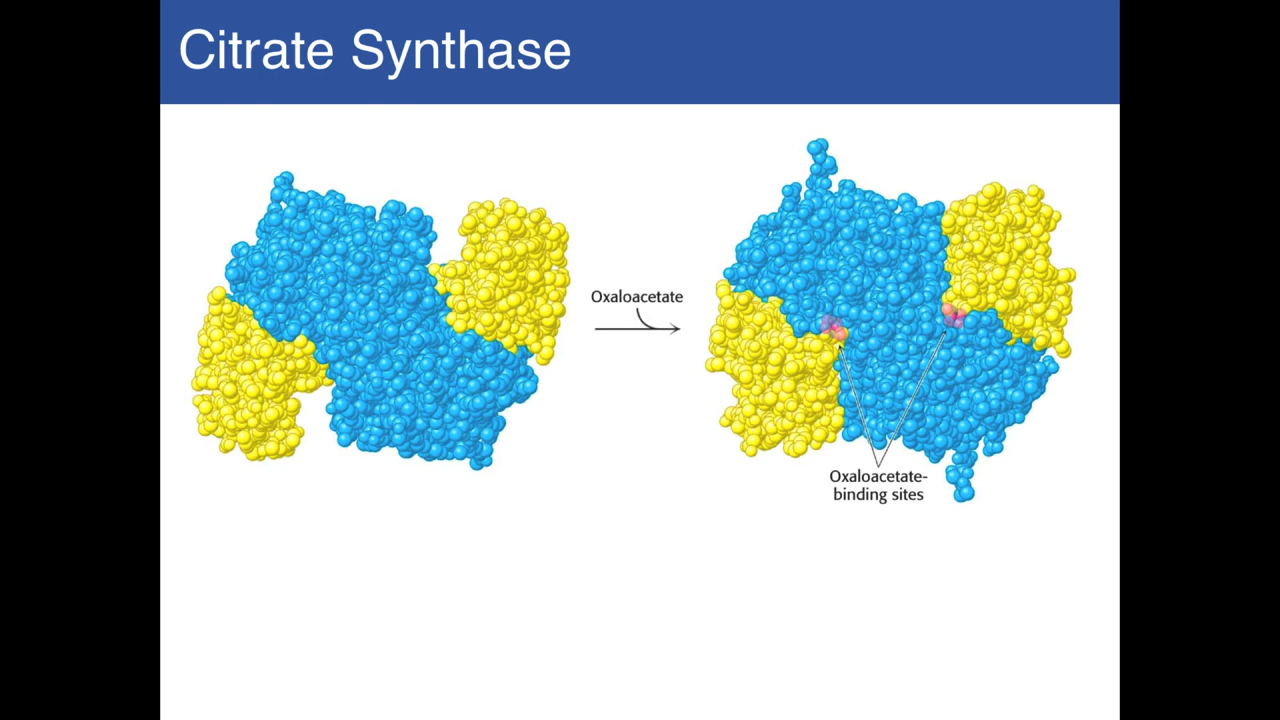 Citrate Synthase
Oxaloacetate
Oxaloacetate-
binding sites